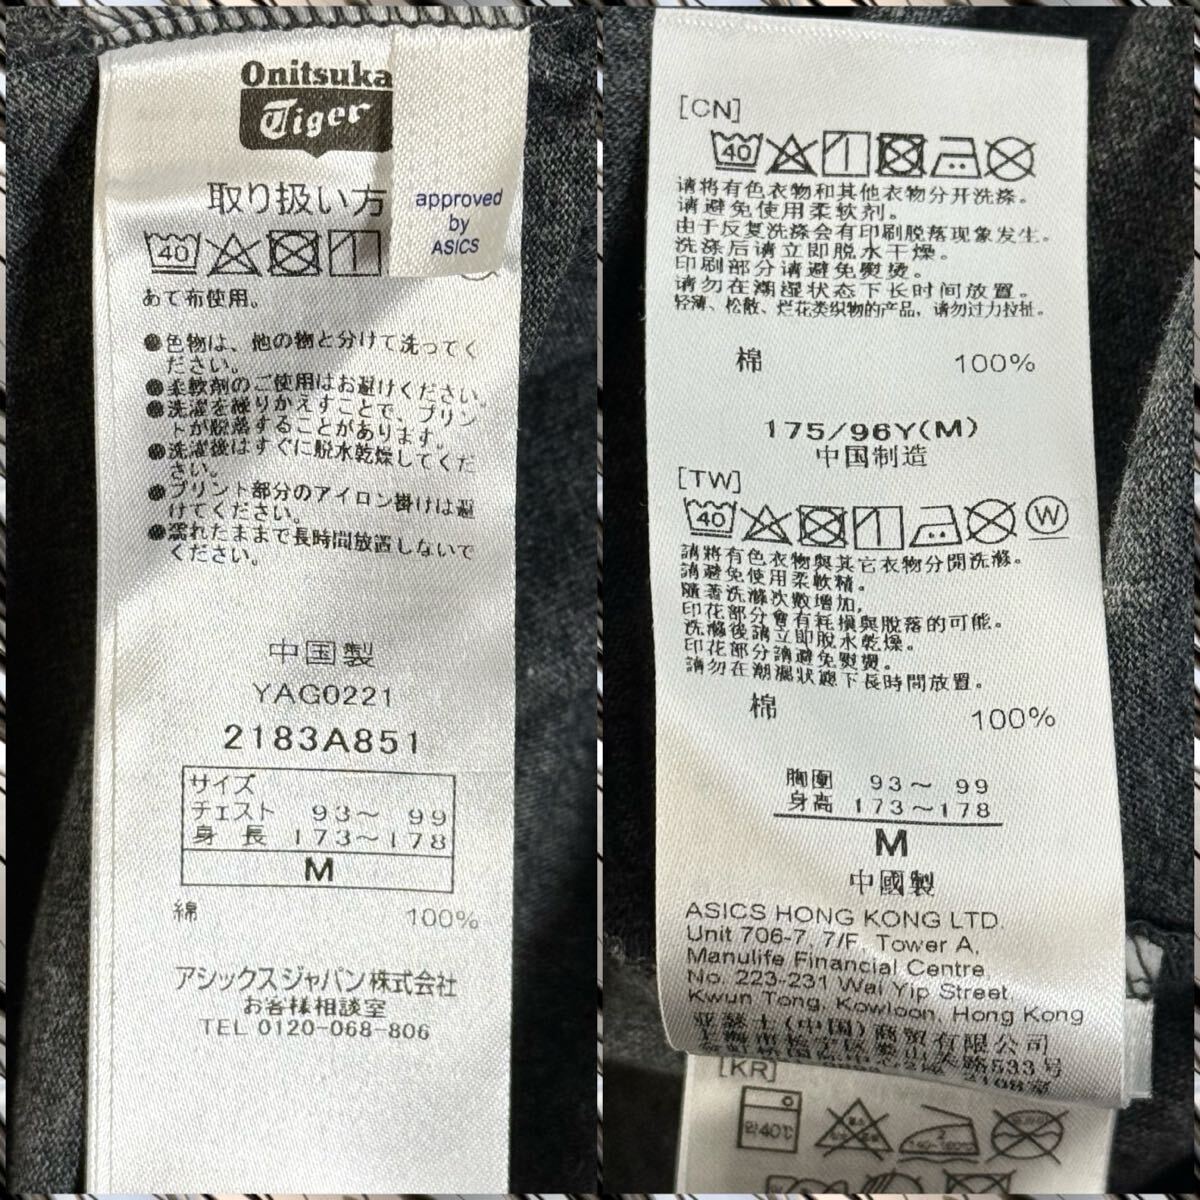 Onitsuka
Tiger
approved
by
ASICS
取り扱い方
40
あて布使用。
●色物は、他の物と分けて洗ってく
ださい。
●柔軟剤のご使用はお避けください。
●洗濯を繰りかえすことで、プリン
トが脱落することがあります。
●洗濯後はすぐに脱水乾燥してくだ
さい。
●プリント部分のアイロン掛けは避
けてください。
●濡れたままで長時間放置しないで
ください。
中国製
YAG0221
2183A851
サイズ
チェスト 93～ 99
身 長 173～178
M
綿 100%
アシックスジャパン株式会社
お客様相談室
TEL 0120-068-806
[CN]
40
请将有色衣物和其他衣物分开洗涤。
请避免使用柔软剂。
由于反复洗涤会有印刷脱落现象发生。
洗涤后请立即脱水干燥。
印刷部分请避免熨烫。
请勿在潮湿状态下长时间放置。
轻薄、松散、烂花类织物的产品，请勿过力拉扯。
棉 100%
175/96Y(M)
中国制造
[TW]
40 W
請將有色衣物與其它衣物分開洗滌。
請避免使用柔軟精。
隨著洗滌次數增加,
印花部分會有耗損與脫落的可能。
洗滌後請立即脫水乾燥。
印花部分請避免熨燙。
請勿在潮濕狀態下長時間放置。
棉 100%
胸圍 93～ 99
身高 173～178
M
中國製
ASICS HONG KONG LTD.
Unit 706-7, 7/F, Tower A,
Manulife Financial Centre,
No. 223-231 Wai Yip Street,
Kwun Tong, Kowloon, Hong Kong
亚瑟士(中国)商贸有限公司
533号
2108室
[KR]
약40℃